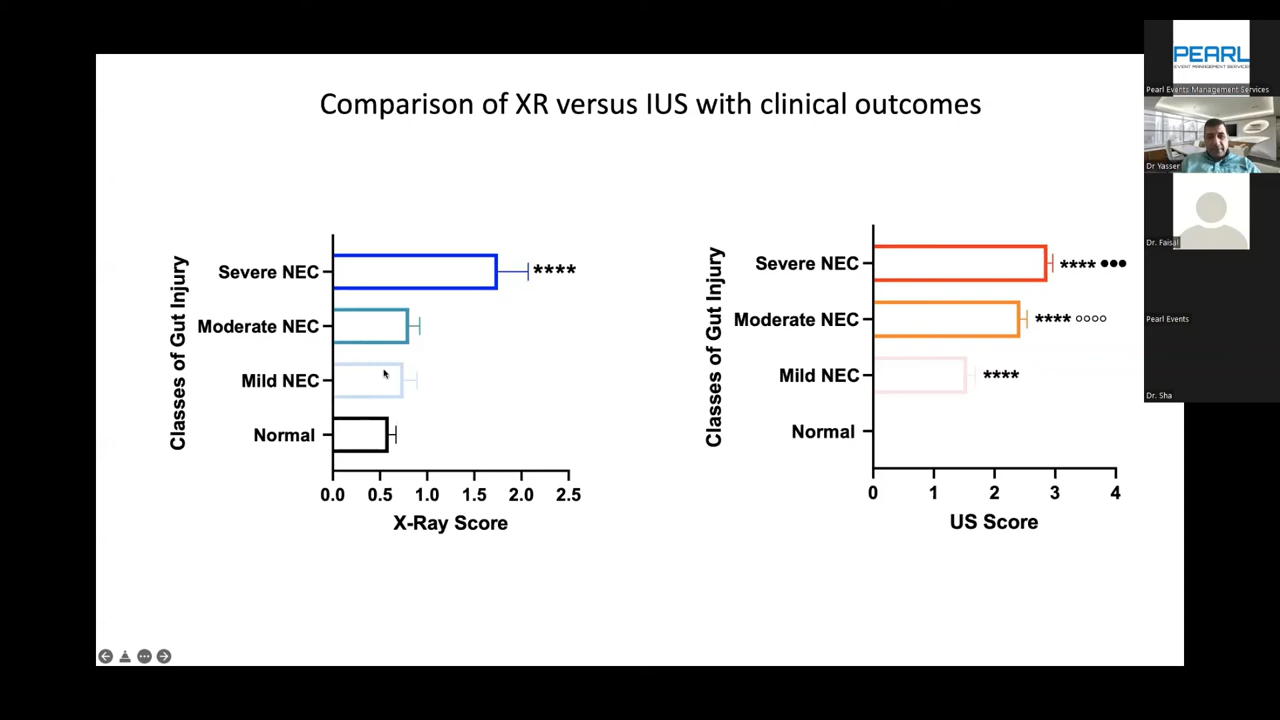 Comparison of XR versus IUS with clinical outcomes
Classes of Gut Injury
Severe NEC
****
Moderate NEC
Mild NEC
Normal
0.0 0.5 1.0 1.5 2.0 2.5
X-Ray Score
Classes of Gut Injury
Severe NEC
**** •••
Moderate NEC
**** ○○○○
Mild NEC
****
Normal
0 1 2 3 4
US Score
PEARL
EVENT MANAGEMENT SERVICES
Pearl Events Management Services
Dr Yasser
Dr. Faisal
Pearl Events
Dr. Sha